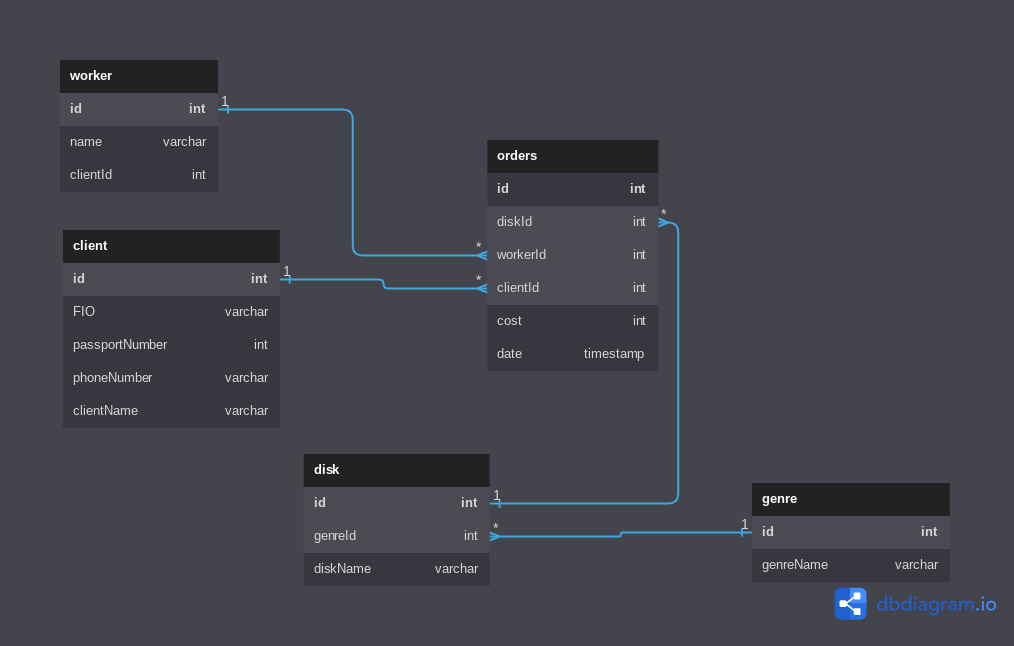 worker
id int
name varchar
clientId int
1
client
id int
FIO varchar
passportNumber int
phoneNumber varchar
clientName varchar
1
orders
id int
diskId int
workerId int
clientId int
cost int
date timestamp
*
*
*
disk
id int
genreId int
diskName varchar
1
*
genre
id int
genreName varchar
1
dbdiagram.io